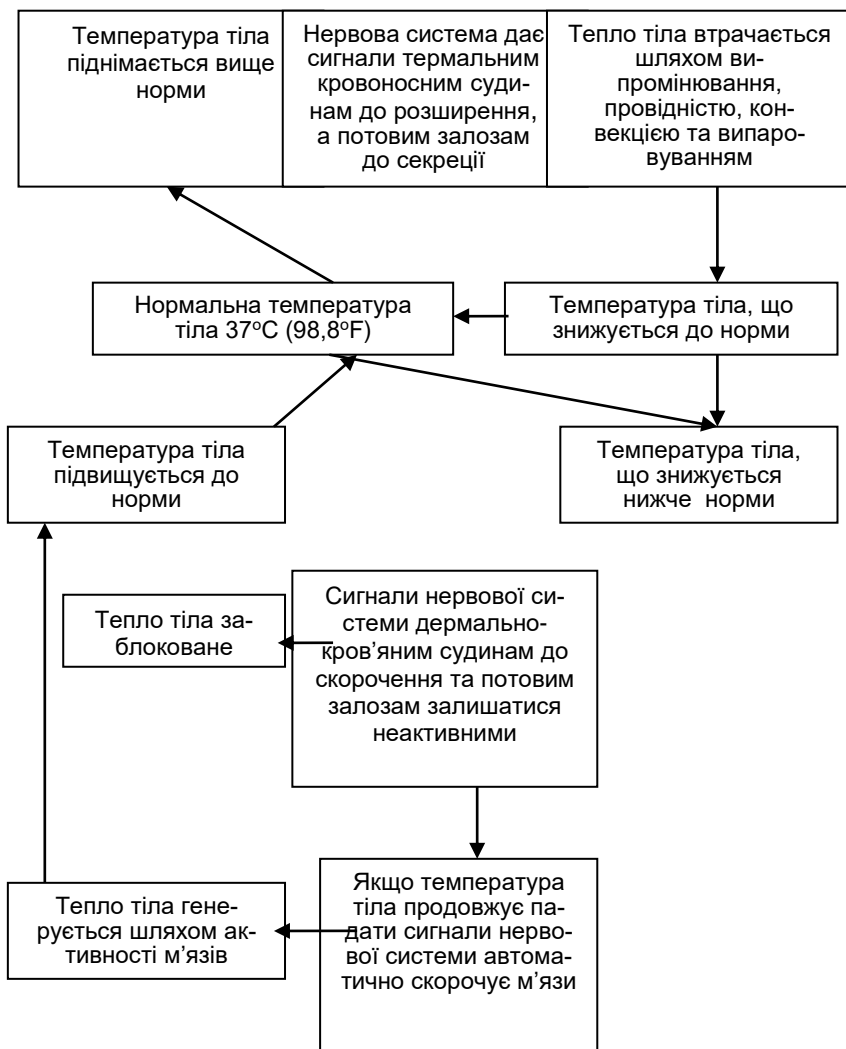 Температура тіла
піднімається вище
норми
Нервова система дає
сигнали термальним
кровоносним суди-
нам до розширення,
а потовим залозам
до секреції
Тепло тіла втрачається
шляхом ви-
промінювання,
провідністю, кон-
векцією та випаро-
вуванням
Нормальна температура
тіла 37ºС (98,8ºF)
Температура тіла, що
знижується до норми
Температура тіла
підвищується до
норми
Температура тіла,
що знижується
нижче норми
Тепло тіла за-
блоковане
Сигнали нервової си-
стеми дермально-
кров’яним судинам до
скорочення та потовим
залозам залишатися
неактивними
Тепло тіла гене-
рується шляхом ак-
тивності м’язів
Якщо температура
тіла продовжує па-
дати сигнали нерво-
вої системи автома-
тично скорочує м’язи